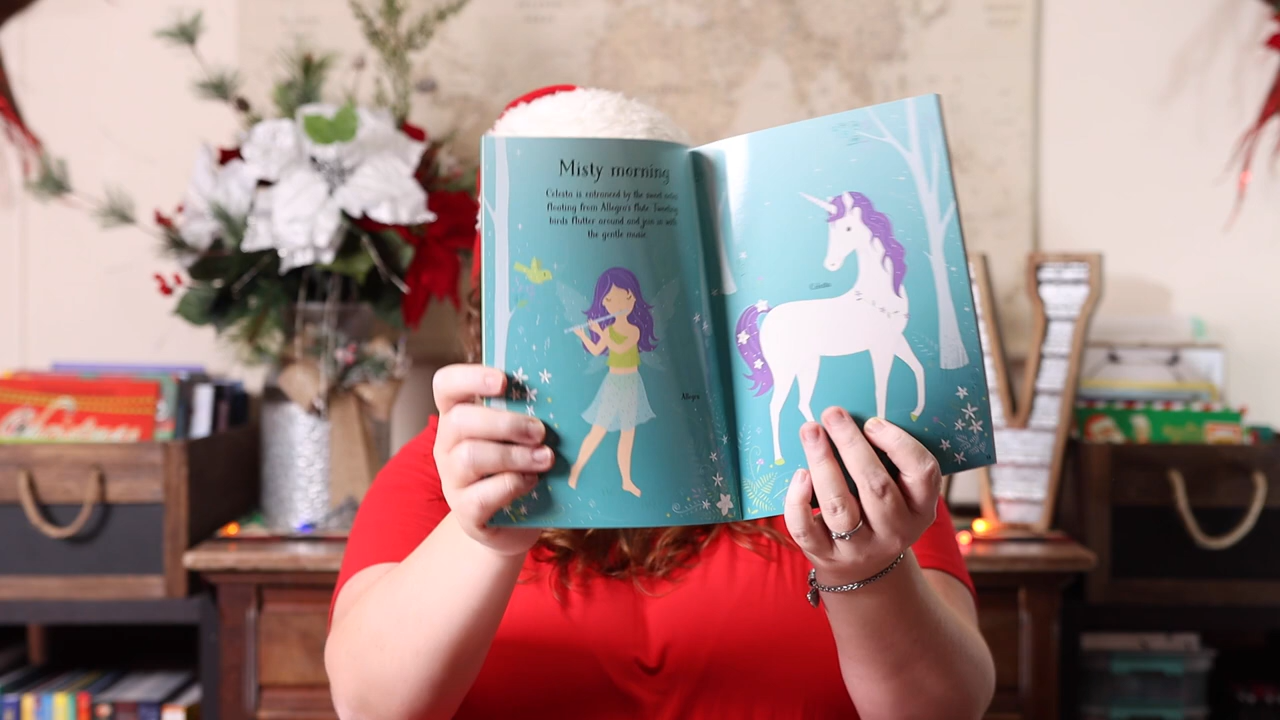 Misty morning
Celesta is entranced by the sweet notes
floating from Allegra's flute. Tweeting
birds flutter around and join in with
the gentle music.
Allegra
Celesta
Christmas